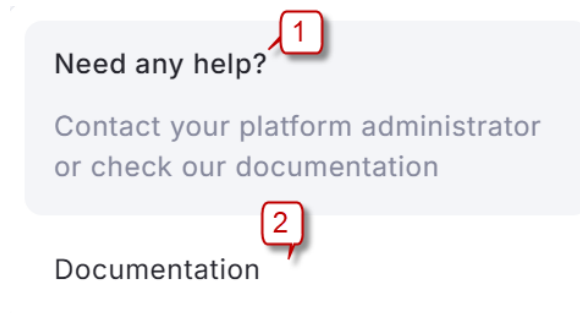 1
Need any help?
Contact your platform administrator
or check our documentation
2
Documentation